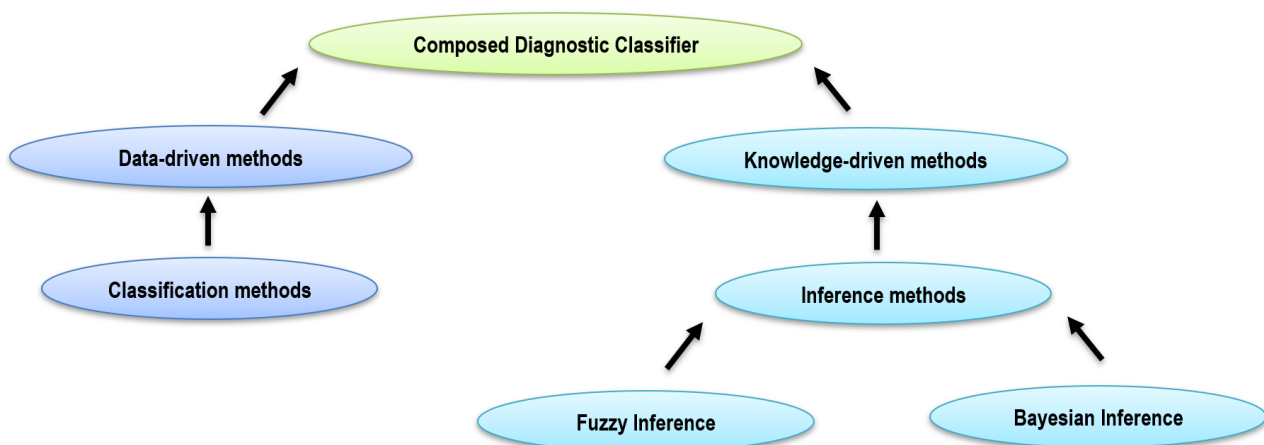 Composed Diagnostic Classifier
Data-driven methods
Knowledge-driven methods
Classification methods
Inference methods
Fuzzy Inference
Bayesian Inference